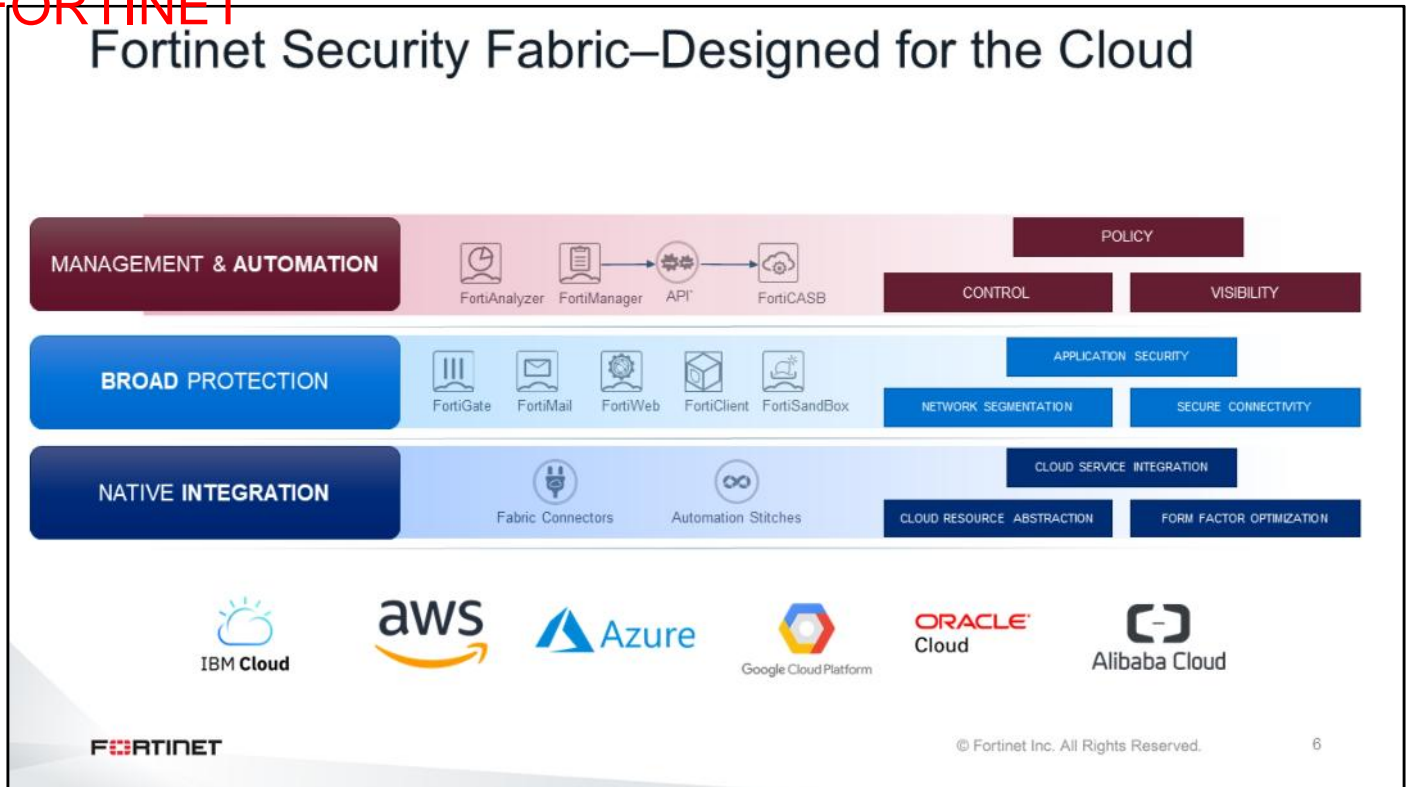 FORTINET
Fortinet Security Fabric–Designed for the Cloud
MANAGEMENT & AUTOMATION
FortiAnalyzer
FortiManager
API*
FortiCASB
POLICY
CONTROL
VISIBILITY
BROAD PROTECTION
FortiGate
FortiMail
FortiWeb
FortiClient
FortiSandBox
APPLICATION SECURITY
NETWORK SEGMENTATION
SECURE CONNECTIVITY
NATIVE INTEGRATION
Fabric Connectors
Automation Stitches
CLOUD SERVICE INTEGRATION
CLOUD RESOURCE ABSTRACTION
FORM FACTOR OPTIMIZATION
IBM Cloud
aws
Azure
Google Cloud Platform
ORACLE
Cloud
Alibaba Cloud
FORTINET
© Fortinet Inc. All Rights Reserved.
6